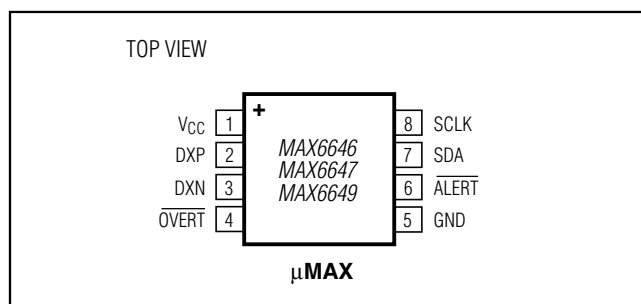 TOP VIEW
VCC 1 + 8 SCLK
DXP 2 MAX6646 7 SDA
MAX6647
DXN 3 MAX6649 6 ALERT
OVERT 4 5 GND
µMAX